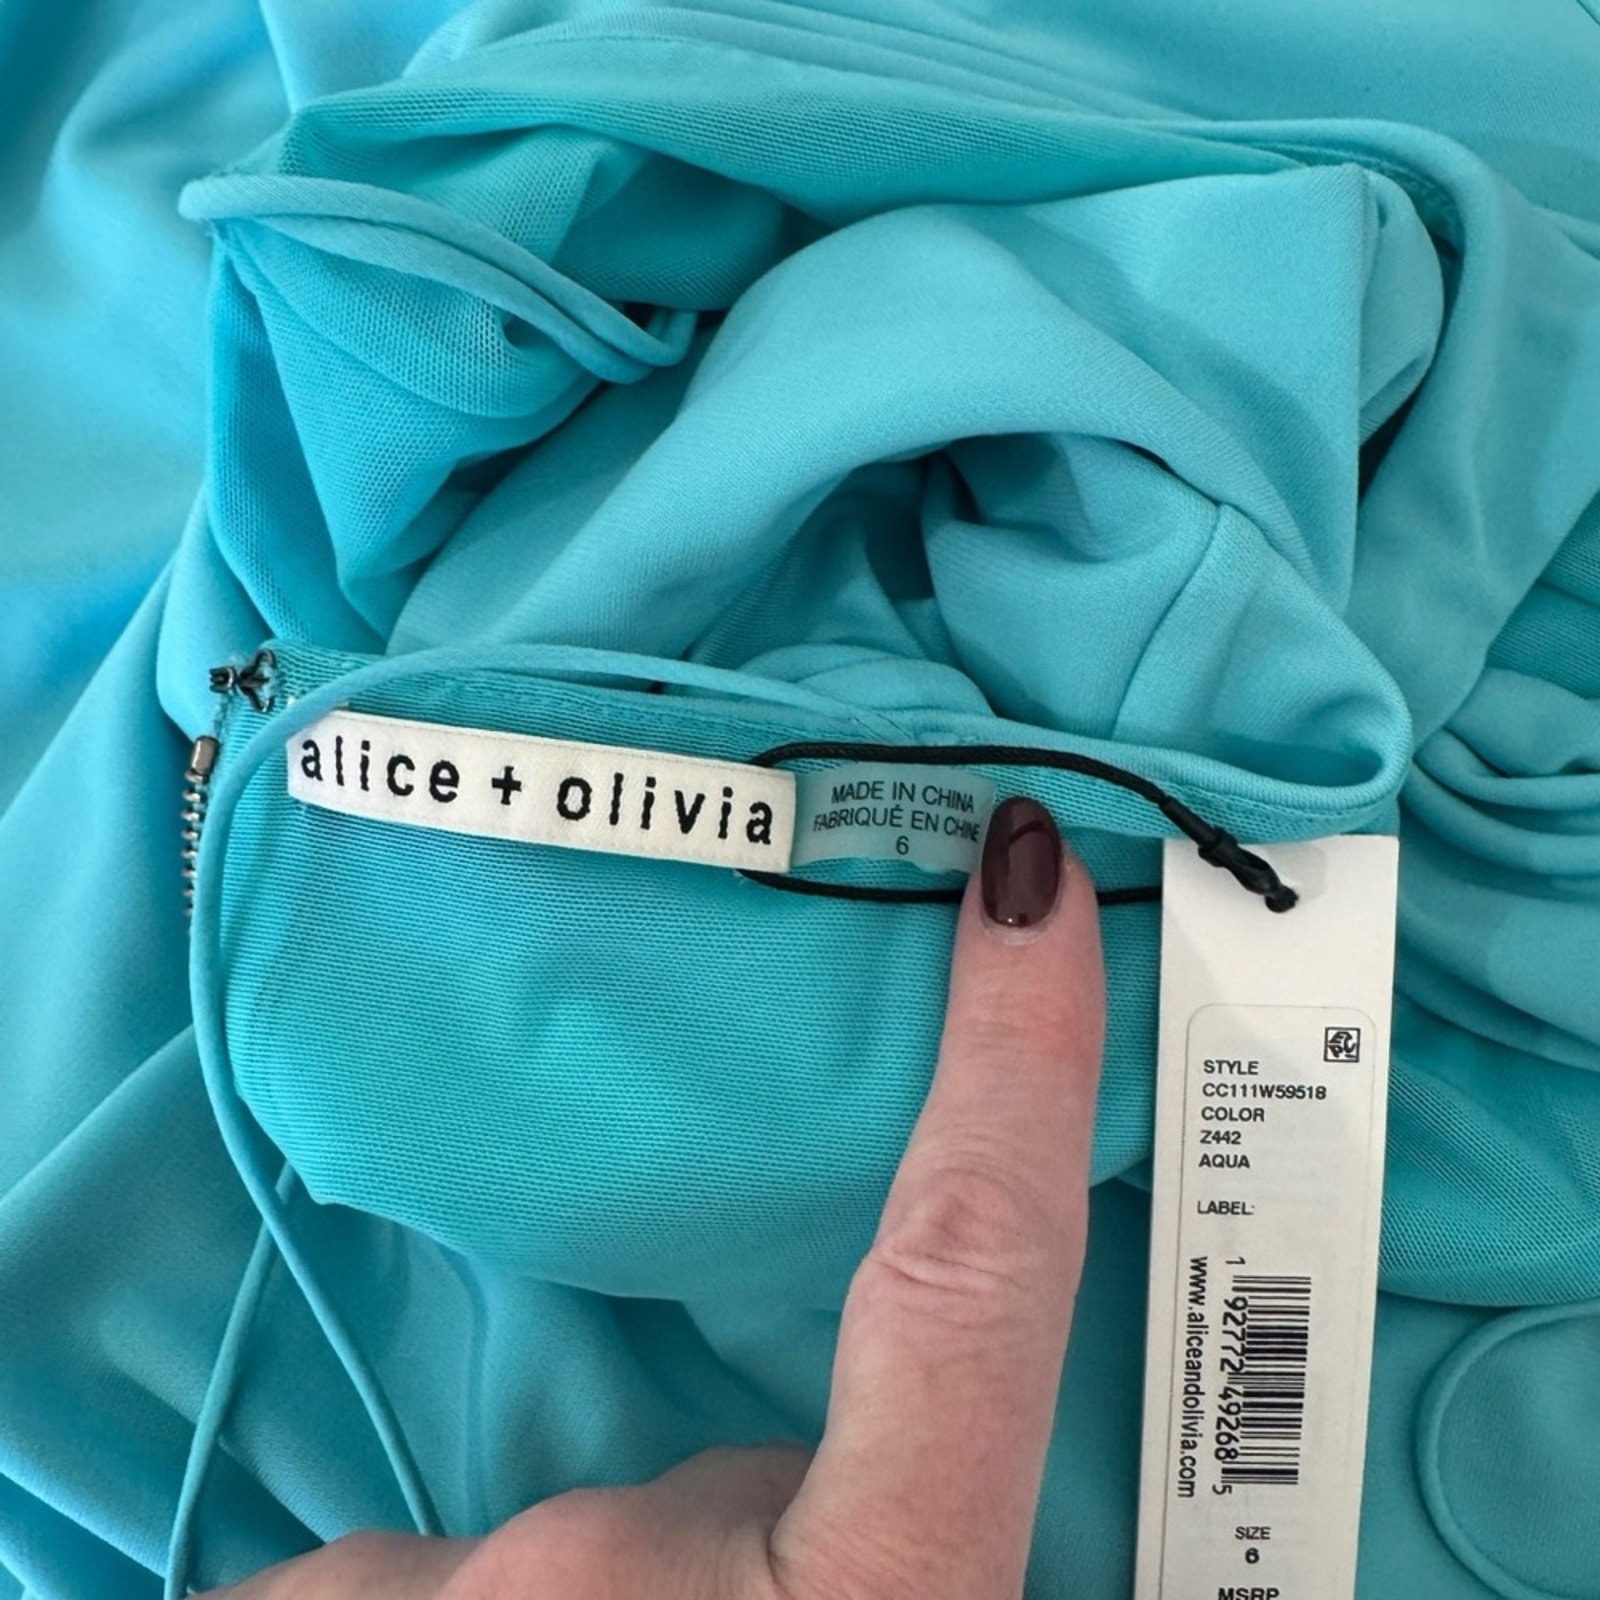 alice + olivia
MADE IN CHINA
FABRIQUÉ EN CHINE
6
STYLE
CC111W59518
COLOR
Z442
AQUA
LABEL:
1 92772 49268 5
www.aliceandolivia.com
SIZE
6
MSRP